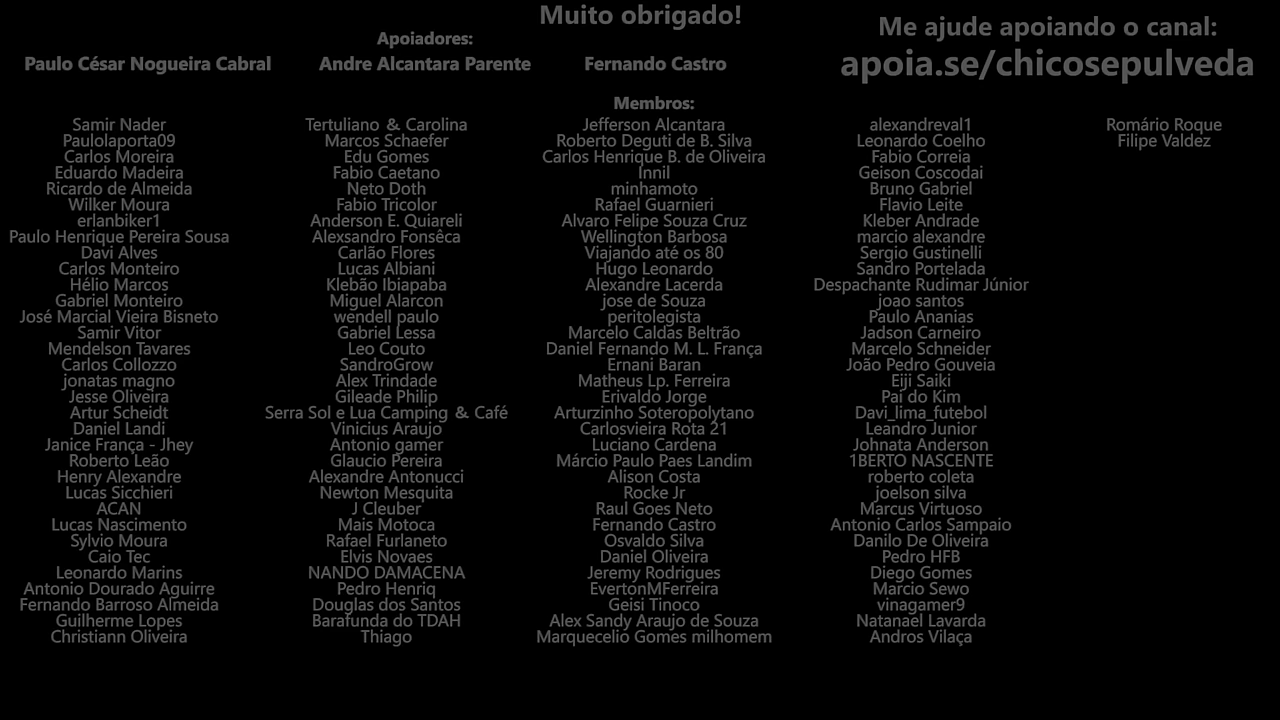 Muito obrigado!
Me ajude apoiando o canal:
apoia.se/chicosepulveda
Apoiadores:
Paulo César Nogueira Cabral
Andre Alcantara Parente
Fernando Castro
Membros:
Samir Nader
Paulolaporta09
Carlos Moreira
Eduardo Madeira
Ricardo de Almeida
Wilker Moura
erlanbiker1
Paulo Henrique Pereira Sousa
Davi Alves
Carlos Monteiro
Hélio Marcos
Gabriel Monteiro
José Marcial Vieira Bisneto
Samir Vitor
Mendelson Tavares
Carlos Collozzo
jonatas magno
Jesse Oliveira
Artur Scheidt
Daniel Landi
Janice França - Jhey
Roberto Leão
Henry Alexandre
Lucas Sicchieri
ACAN
Lucas Nascimento
Sylvio Moura
Caio Tec
Leonardo Marins
Antonio Dourado Aguirre
Fernando Barroso Almeida
Guilherme Lopes
Christiann Oliveira
Tertuliano & Carolina
Marcos Schaefer
Edu Gomes
Fabio Caetano
Neto Doth
Fabio Tricolor
Anderson E. Quiareli
Alexsandro Fonsêca
Carlão Flores
Lucas Albiani
Klebão Ibiapaba
Miguel Alarcon
wendell paulo
Gabriel Lessa
Leo Couto
SandroGrow
Alex Trindade
Gileade Philip
Serra Sol e Lua Camping & Café
Vinicius Araujo
Antonio gamer
Glaucio Pereira
Alexandre Antonucci
Newton Mesquita
J Cleuber
Mais Motoca
Rafael Furlaneto
Elvis Novaes
NANDO DAMACENA
Pedro Henriq
Douglas dos Santos
Barafunda do TDAH
Thiago
Jefferson Alcantara
Roberto Deguti de B. Silva
Carlos Henrique B. de Oliveira
Innil
minhamoto
Rafael Guarnieri
Alvaro Felipe Souza Cruz
Wellington Barbosa
Viajando até os 80
Hugo Leonardo
Alexandre Lacerda
jose de Souza
peritolegista
Marcelo Caldas Beltrão
Daniel Fernando M. L. França
Ernani Baran
Matheus Lp. Ferreira
Erivaldo Jorge
Arturzinho Soteropolytano
Carlosvieira Rota 21
Luciano Cardena
Márcio Paulo Paes Landim
Alison Costa
Rocke Jr
Raul Goes Neto
Fernando Castro
Osvaldo Silva
Daniel Oliveira
Jeremy Rodrigues
EvertonMFerreira
Geisi Tinoco
Alex Sandy Araujo de Souza
Marquecelio Gomes milhomem
alexandreval1
Leonardo Coelho
Fabio Correia
Geison Coscodai
Bruno Gabriel
Flavio Leite
Kleber Andrade
marcio alexandre
Sergio Gustinelli
Sandro Portelada
Despachante Rudimar Júnior
joao santos
Paulo Ananias
Jadson Carneiro
Marcelo Schneider
João Pedro Gouveia
Eiji Saiki
Pai do Kim
Davi_lima_futebol
Leandro Junior
Johnata Anderson
1BERTO NASCENTE
roberto coleta
joelson silva
Marcus Virtuoso
Antonio Carlos Sampaio
Danilo De Oliveira
Pedro HFB
Diego Gomes
Marcio Sewo
vinagamer9
Natanael Lavarda
Andros Vilaça
Romário Roque
Filipe Valdez